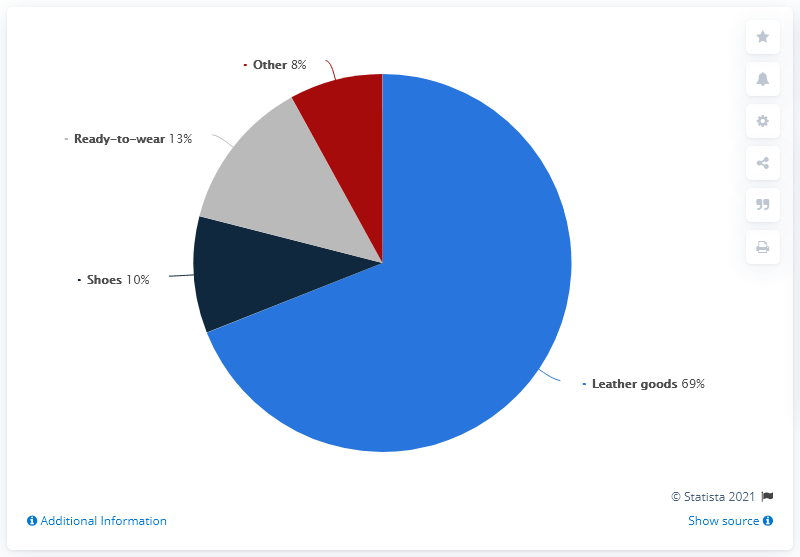 Other 8%
Ready-to-wear 13%
Shoes 10%
Leather goods 69%
© Statista 2021
Additional Information
Show source